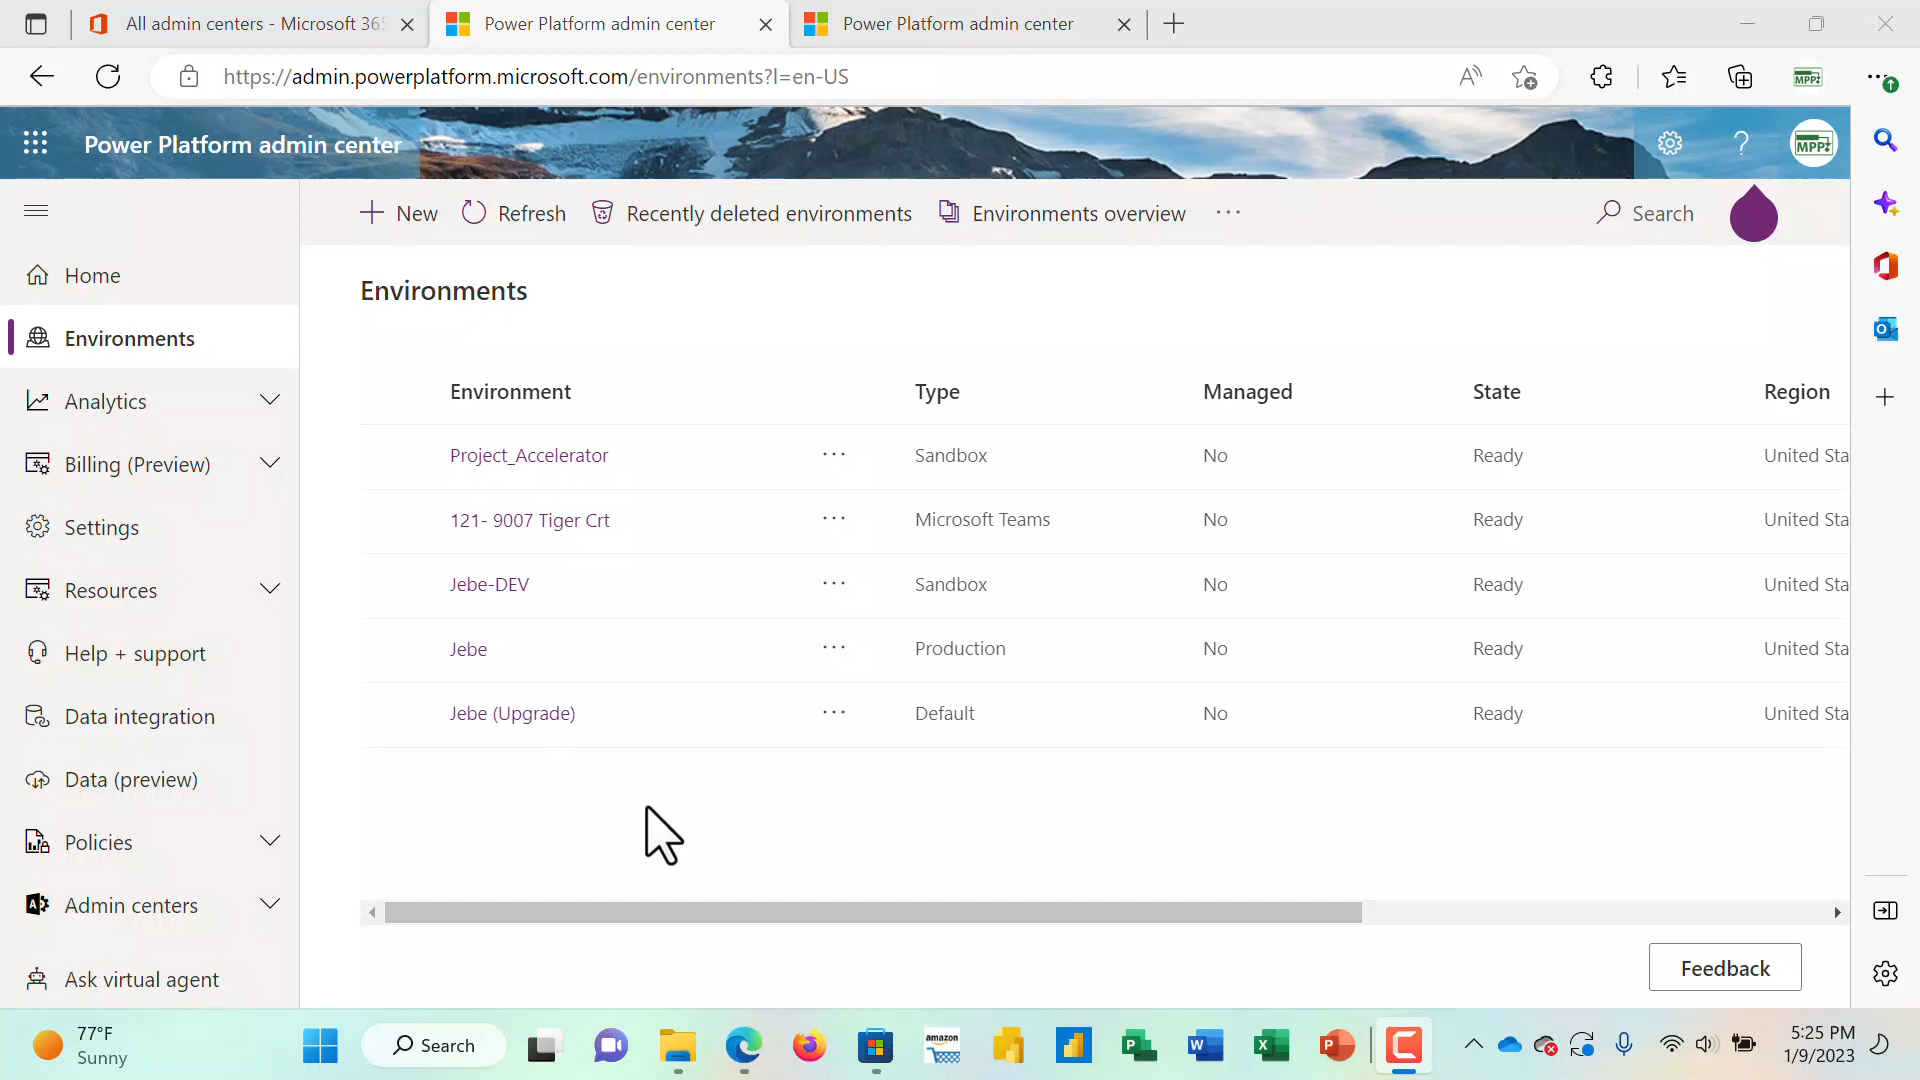 All admin centers - Microsoft 365
Power Platform admin center
Power Platform admin center
https://admin.powerplatform.microsoft.com/environments?l=en-US
MPP
Power Platform admin center
MPP
New
Refresh
Recently deleted environments
Environments overview
Search
Home
Environments
Analytics
Billing (Preview)
Settings
Resources
Help + support
Data integration
Data (preview)
Policies
Admin centers
Ask virtual agent
Environments
Environment Type Managed State Region
Project_Accelerator Sandbox No Ready United Sta
121- 9007 Tiger Crt Microsoft Teams No Ready United Sta
Jebe-DEV Sandbox No Ready United Sta
Jebe Production No Ready United Sta
Jebe (Upgrade) Default No Ready United Sta
Feedback
77°F
Sunny
Search
amazon
5:25 PM
1/9/2023